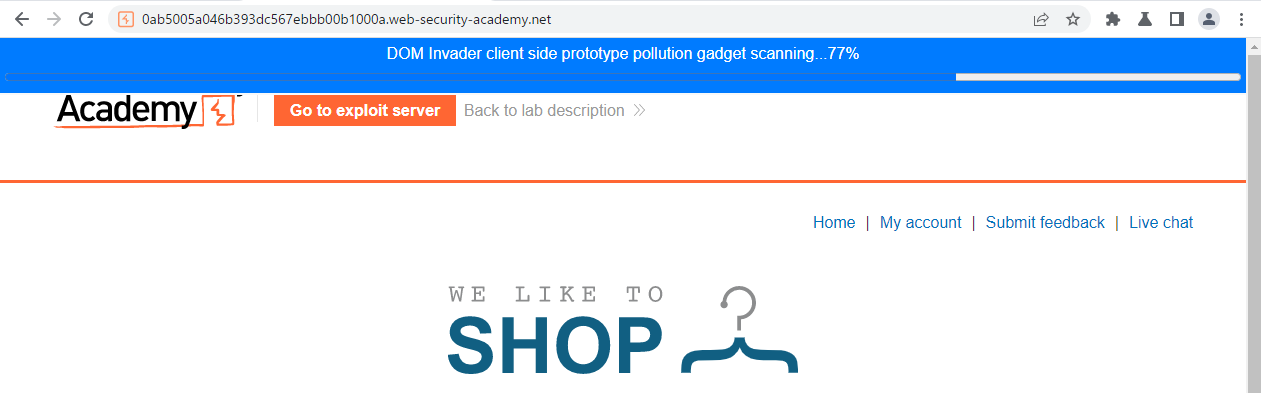 0ab5005a046b393dc567ebbb00b1000a.web-security-academy.net
DOM Invader client side prototype pollution gadget scanning...77%
Academy
Go to exploit server
Back to lab description
Home | My account | Submit feedback | Live chat
WE LIKE TO
SHOP